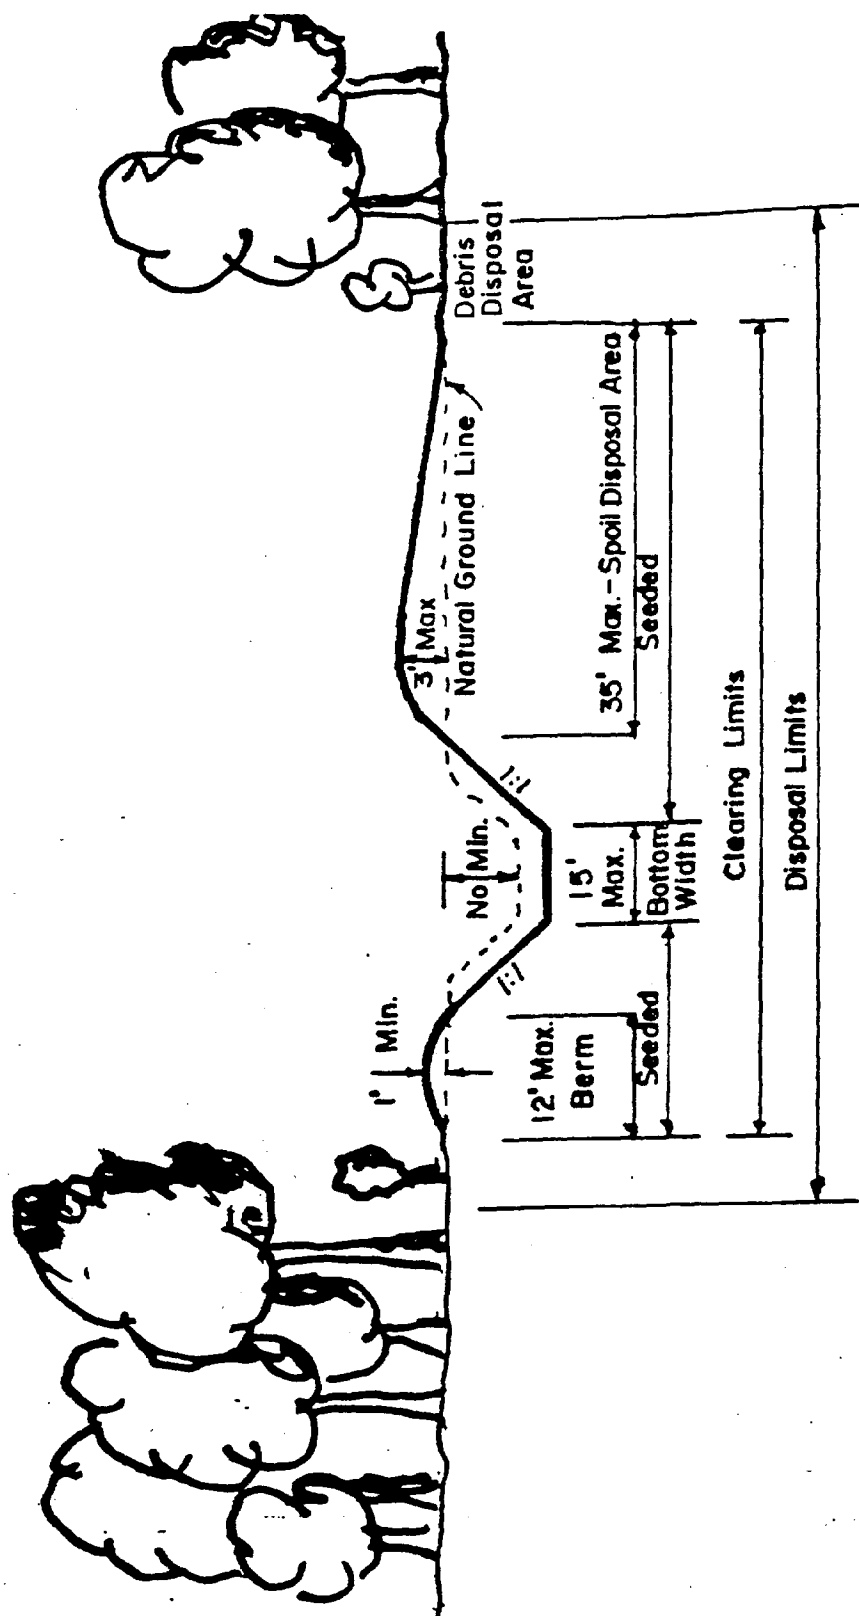 1' Min.
No Min.
3' Max
1:1
1:1
Natural Ground Line
Debris
Disposal
Area
12' Max.
Berm
15'
Max.
Bottom
Width
35' Max.-Spoil Disposal Area
Seeded
Seeded
Clearing Limits
Disposal Limits